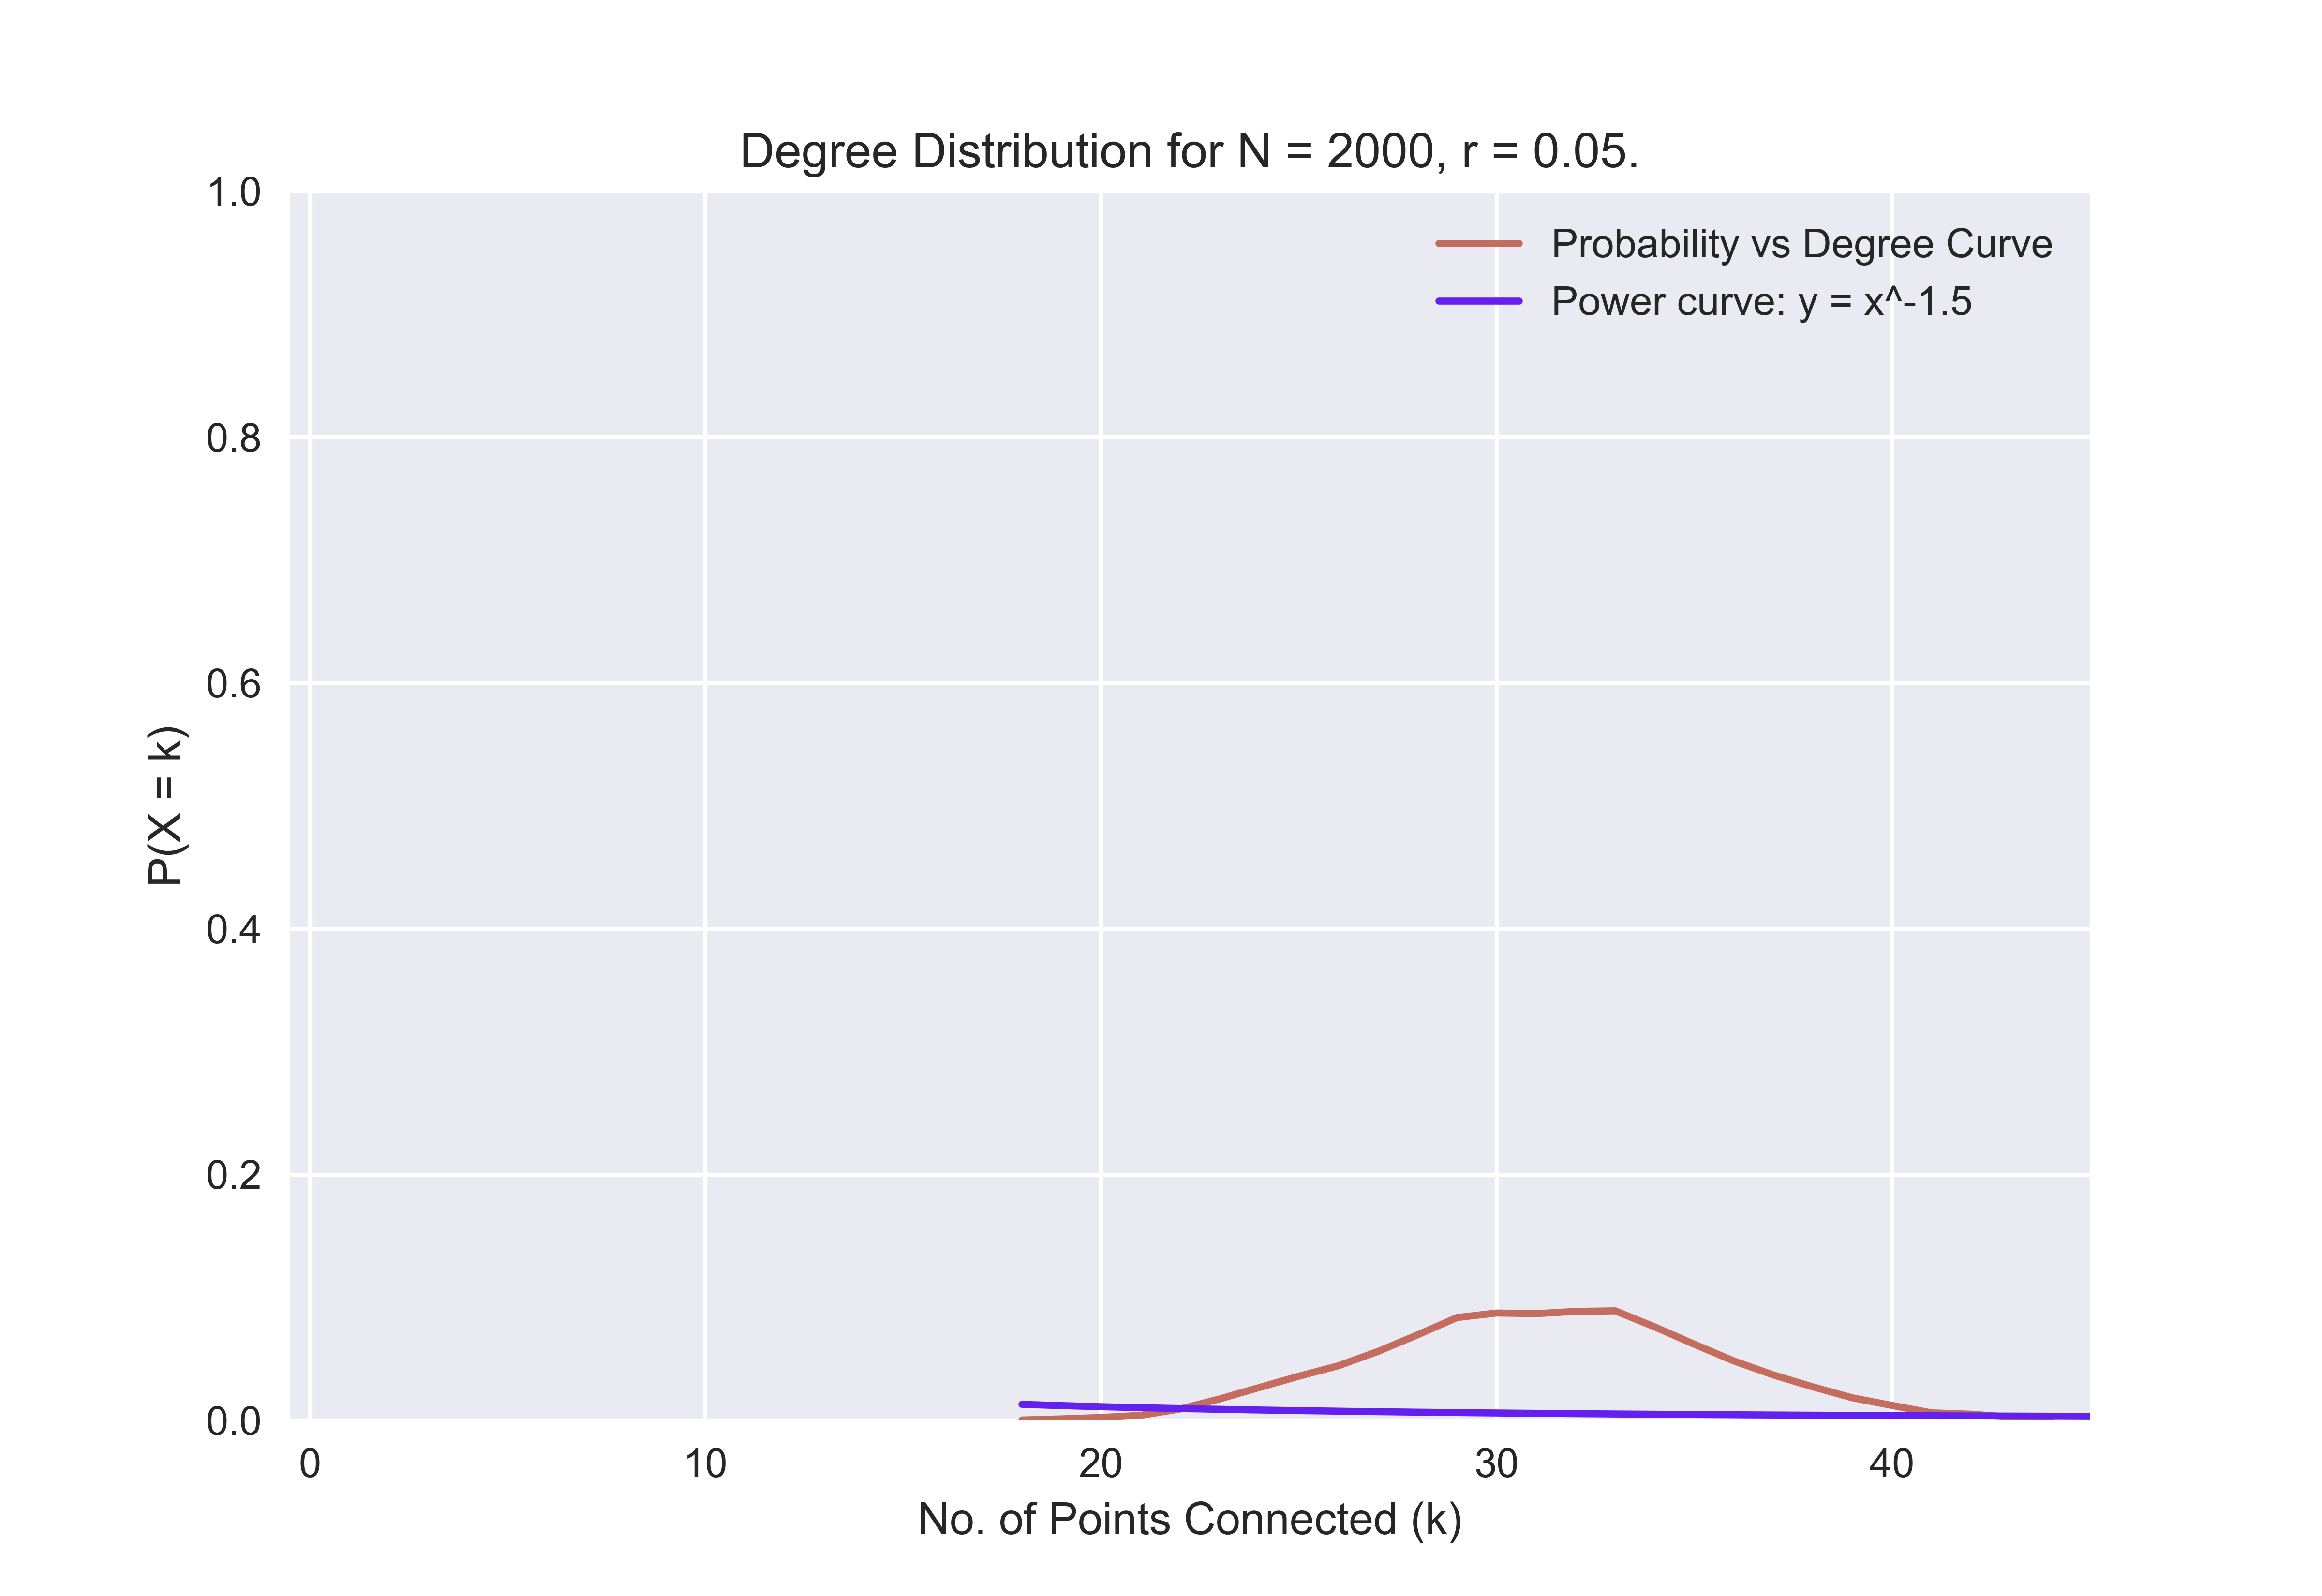 Degree Distribution for N = 2000, r = 0.05.
1.0
Probability vs Degree Curve
Power curve: y = x^-1.5
0.8
0.6
P(X = k)
0.4
0.2
0.0
0 10 20 30 40
No. of Points Connected (k)